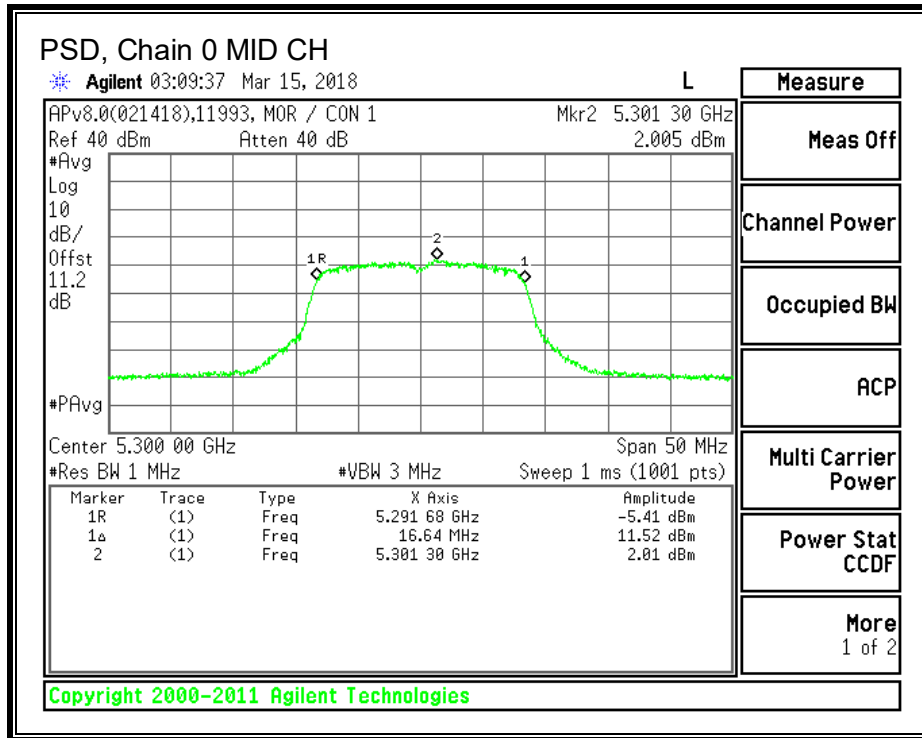 PSD, Chain 0 MID CH
Agilent 03:09:37 Mar 15, 2018 L
APv8.0(021418),11993, MOR / CON 1 Mkr2 5.301 30 GHz
Ref 40 dBm Atten 40 dB 2.005 dBm
#Avg
Log
10
dB/
Offst
11.2
dB
#PAvg
1R
2
1
Center 5.300 00 GHz Span 50 MHz
#Res BW 1 MHz #VBW 3 MHz Sweep 1 ms (1001 pts)
Marker Trace Type X Axis Amplitude
1R (1) Freq 5.291 68 GHz -5.41 dBm
1△ (1) Freq 16.64 MHz 11.52 dBm
2 (1) Freq 5.301 30 GHz 2.01 dBm
Copyright 2000-2011 Agilent Technologies
Measure
Meas Off
Channel Power
Occupied BW
ACP
Multi Carrier
Power
Power Stat
CCDF
More
1 of 2